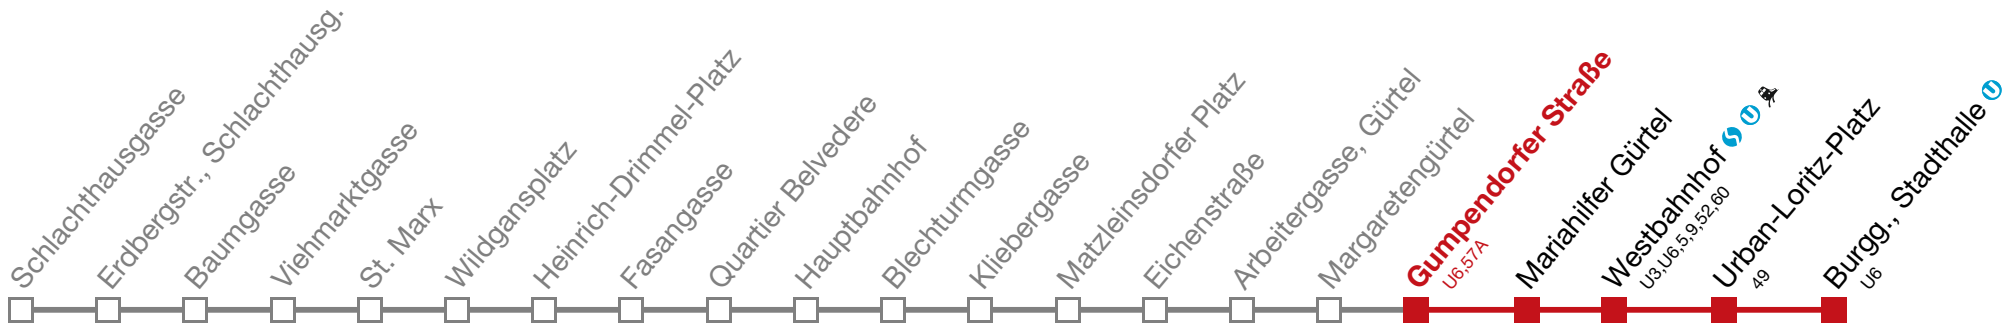 Schlachthausgasse
Erdbergstr., Schlachthausg.
Baumgasse
Viehmarktgasse
St. Marx
Wildgansplatz
Heinrich-Drimmel-Platz
Fasangasse
Quartier Belvedere
Hauptbahnhof
Blechturmgasse
Kliebergasse
Matzleinsdorfer Platz
Eichenstraße
Arbeitergasse, Gürtel
Margaretengürtel
Gumpendorfer Straße
U6,57A
Mariahilfer Gürtel
Westbahnhof S U
U3,U6,5,9,52,60
Urban-Loritz-Platz
49
Burgg., Stadthalle U
U6